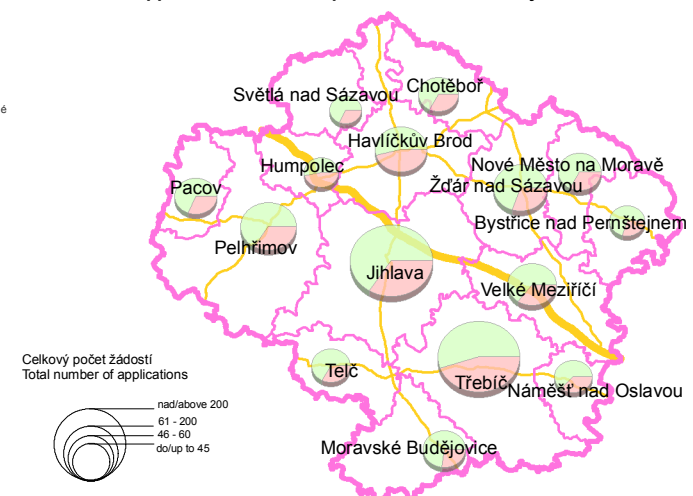 é
Chotěboř
Světlá nad Sázavou
Havlíčkův Brod
Humpolec
Nové Město na Moravě
Pacov
Žďár nad Sázavou
Bystřice nad Pernštejnem
Pelhřimov
Jihlava
Velké Meziříčí
Celkový počet žádostí
Total number of applications
Telč
Třebíč
Náměšť nad Oslavou
nad/above 200
61 - 200
46 - 60
do/up to 45
Moravské Budějovice